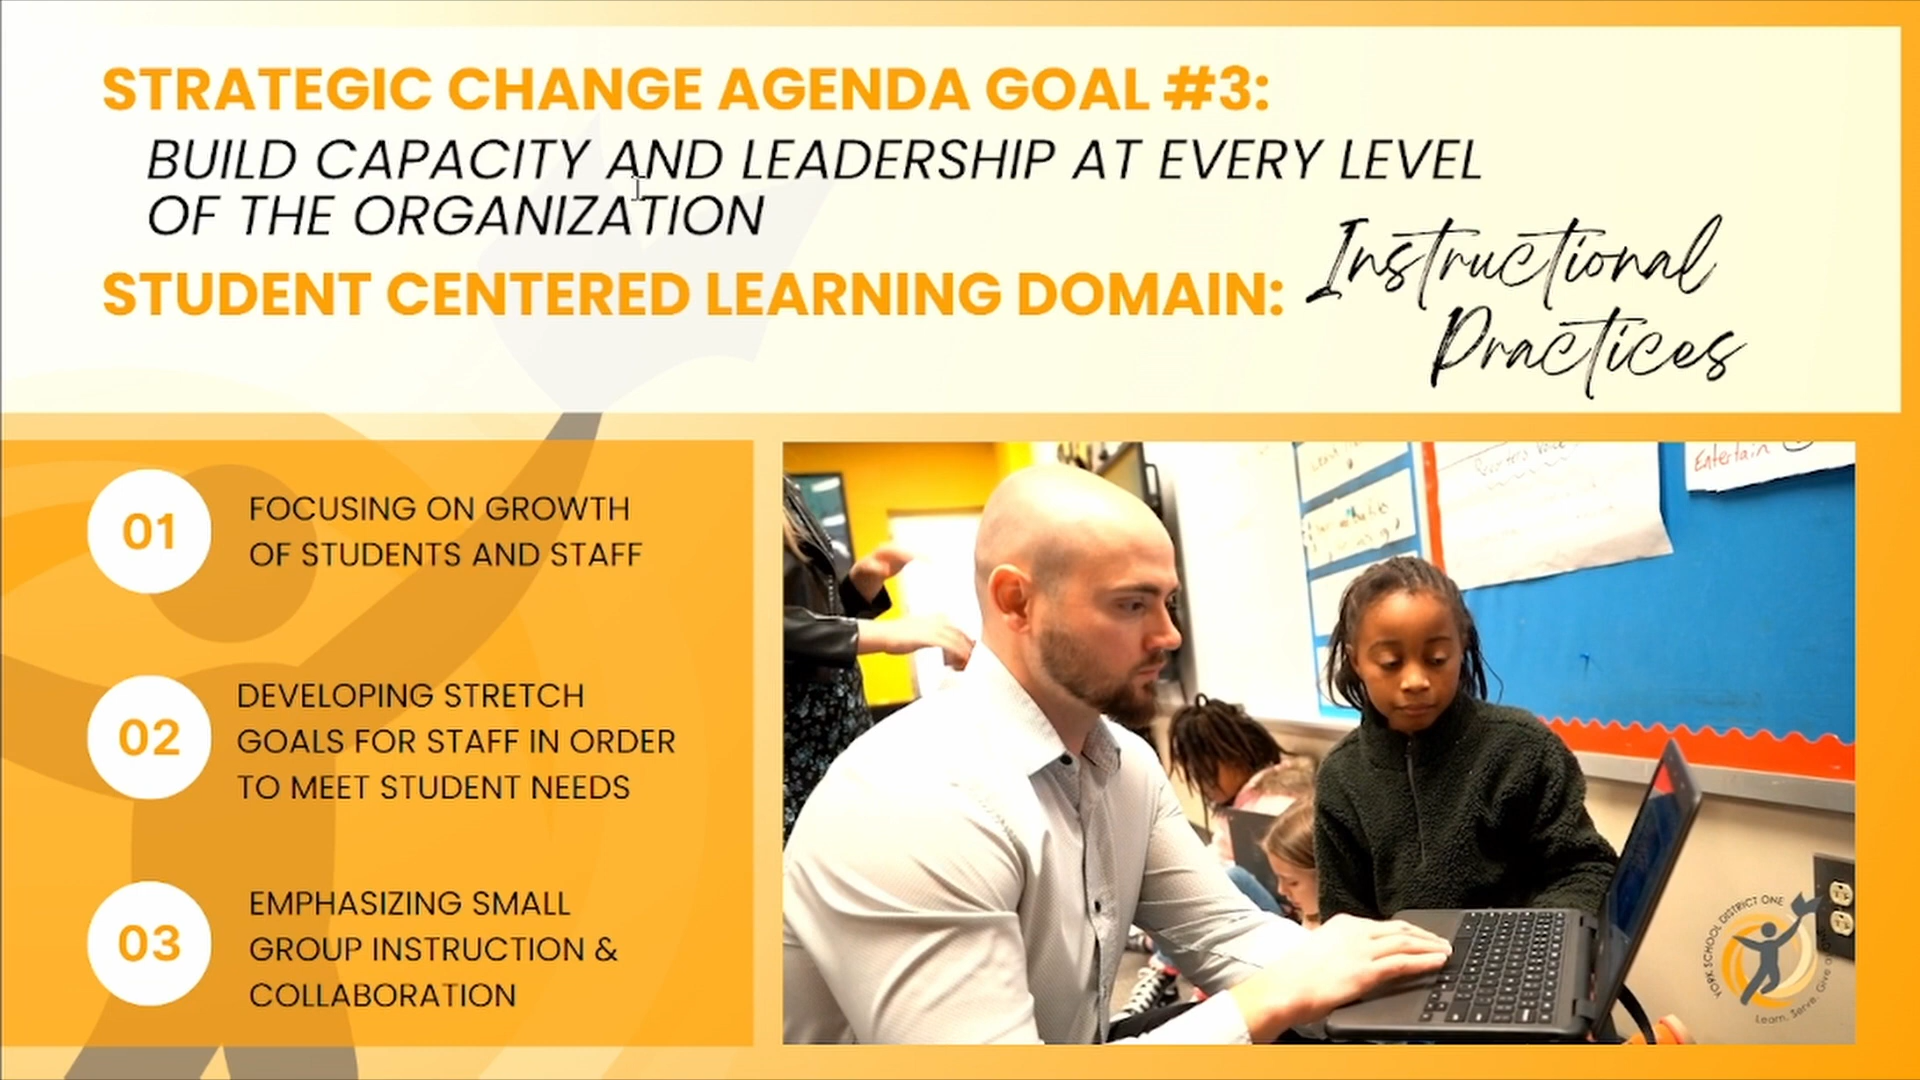 STRATEGIC CHANGE AGENDA GOAL #3:
BUILD CAPACITY AND LEADERSHIP AT EVERY LEVEL
OF THE ORGANIZATION
STUDENT CENTERED LEARNING DOMAIN:
Instructional
Practices
01
FOCUSING ON GROWTH
OF STUDENTS AND STAFF
02
DEVELOPING STRETCH
GOALS FOR STAFF IN ORDER
TO MEET STUDENT NEEDS
03
EMPHASIZING SMALL
GROUP INSTRUCTION &
COLLABORATION
Entertain
YORK SCHOOL DISTRICT ONE
Learn, Serve, Give